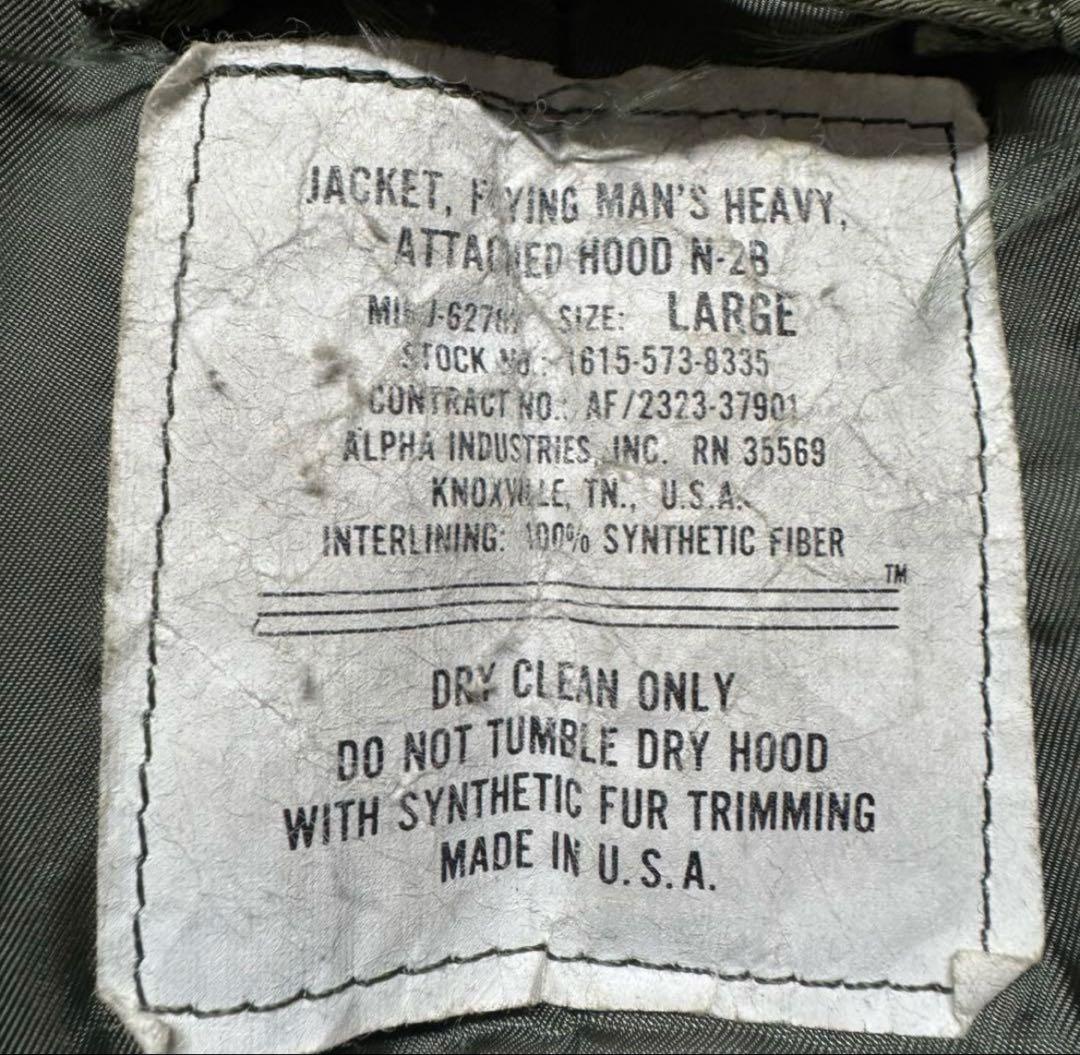 JACKET, FLYING MAN'S HEAVY,
ATTACHED HOOD N-2B
SIZE: LARGE
STOCK NO.: 1615-573-8335
CONTRACT NO.: AF/2323-37901
ALPHA INDUSTRIES, INC. RN 35569
KNOXVILLE, TN., U.S.A.
INTERLINING: 100% SYNTHETIC FIBER
TM
DRY CLEAN ONLY
DO NOT TUMBLE DRY HOOD
WITH SYNTHETIC FUR TRIMMING
MADE IN U.S.A.